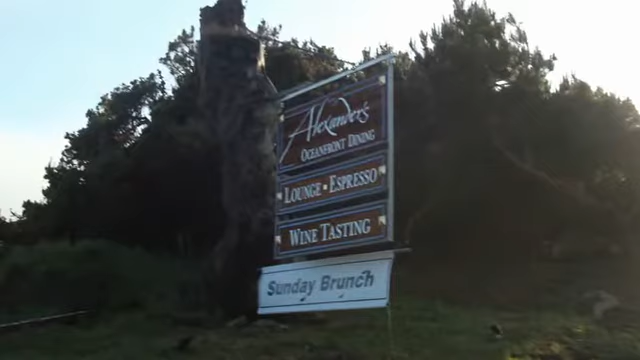 Alexander's
OCEANFRONT DINING
LOUNGE • ESPRESSO
WINE TASTING
Sunday Brunch